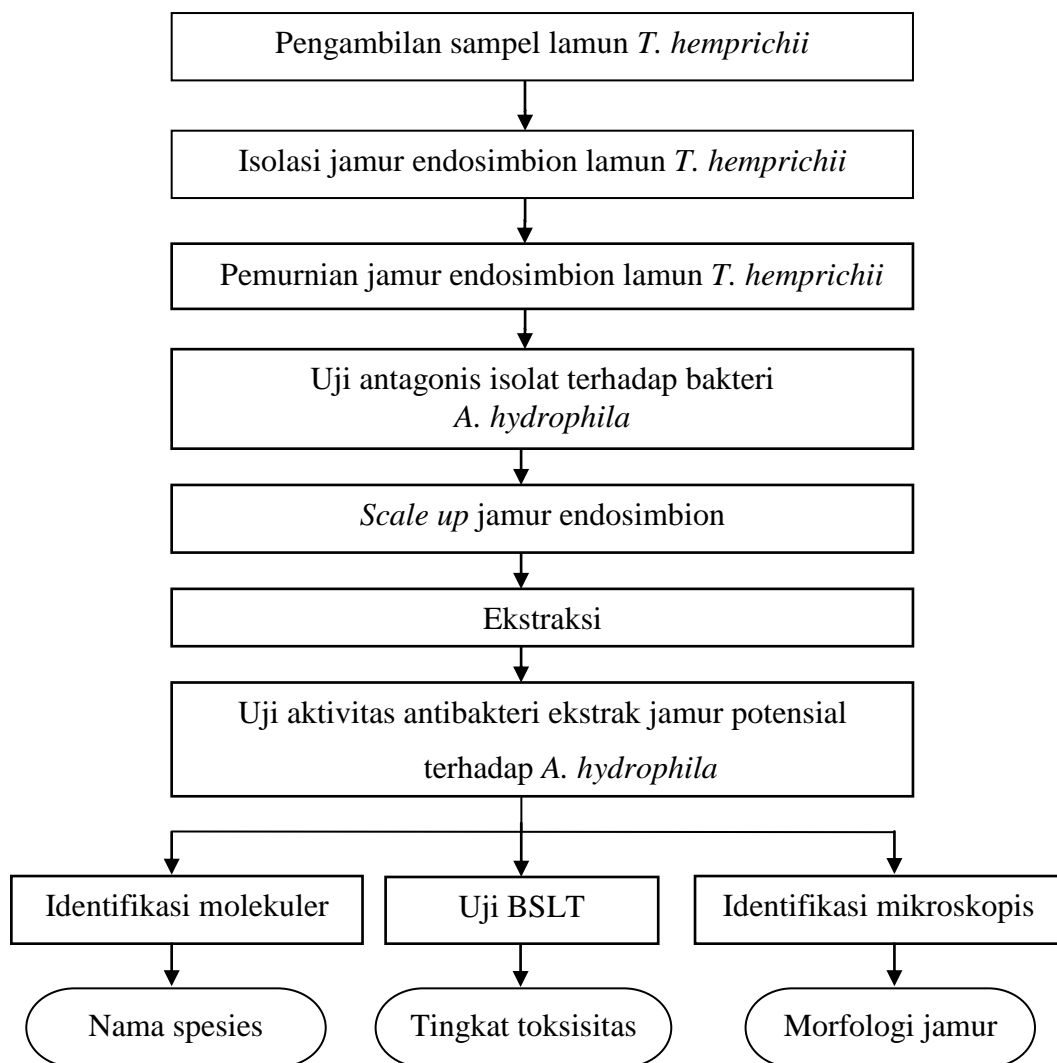 Pengambilan sampel lamun T. hemprichii
Isolasi jamur endosimbion lamun T. hemprichii
Pemurnian jamur endosimbion lamun T. hemprichii
Uji antagonis isolat terhadap bakteri
A. hydrophila
Scale up jamur endosimbion
Ekstraksi
Uji aktivitas antibakteri ekstrak jamur potensial
terhadap A. hydrophila
Identifikasi molekuler
Uji BSLT
Identifikasi mikroskopis
Nama spesies
Tingkat toksisitas
Morfologi jamur